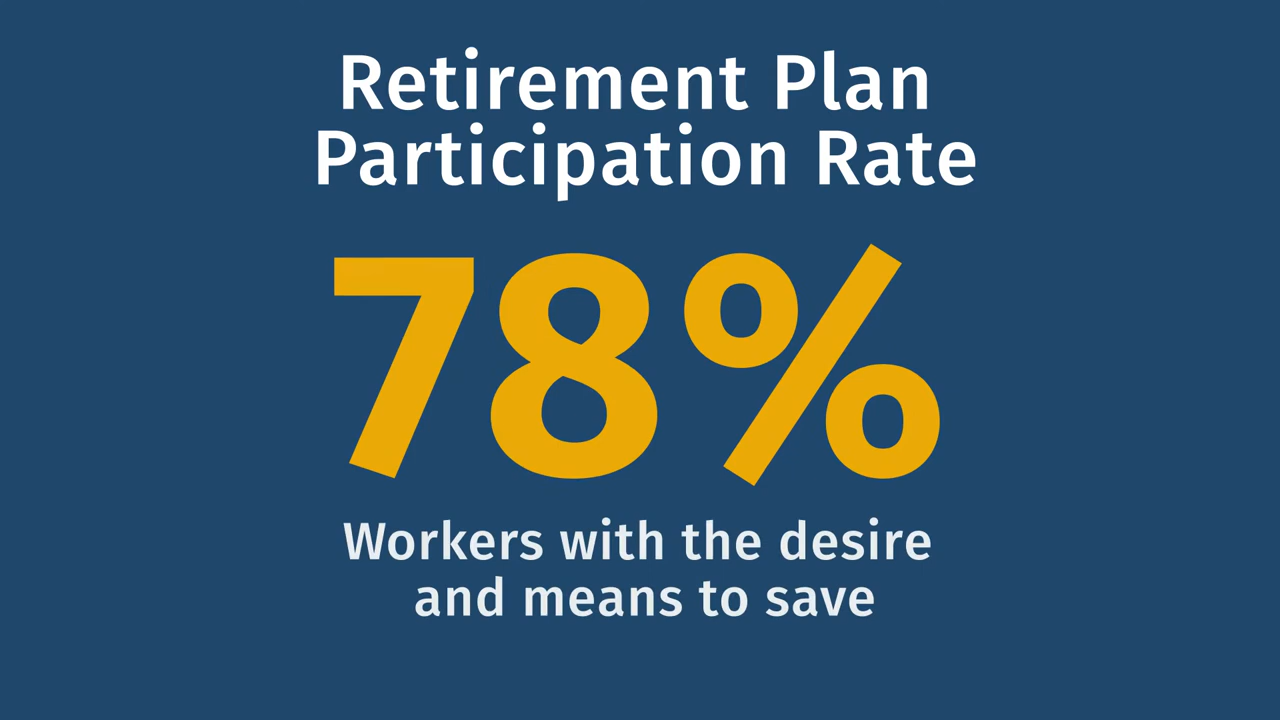 Retirement Plan
Participation Rate
78%
Workers with the desire
and means to save